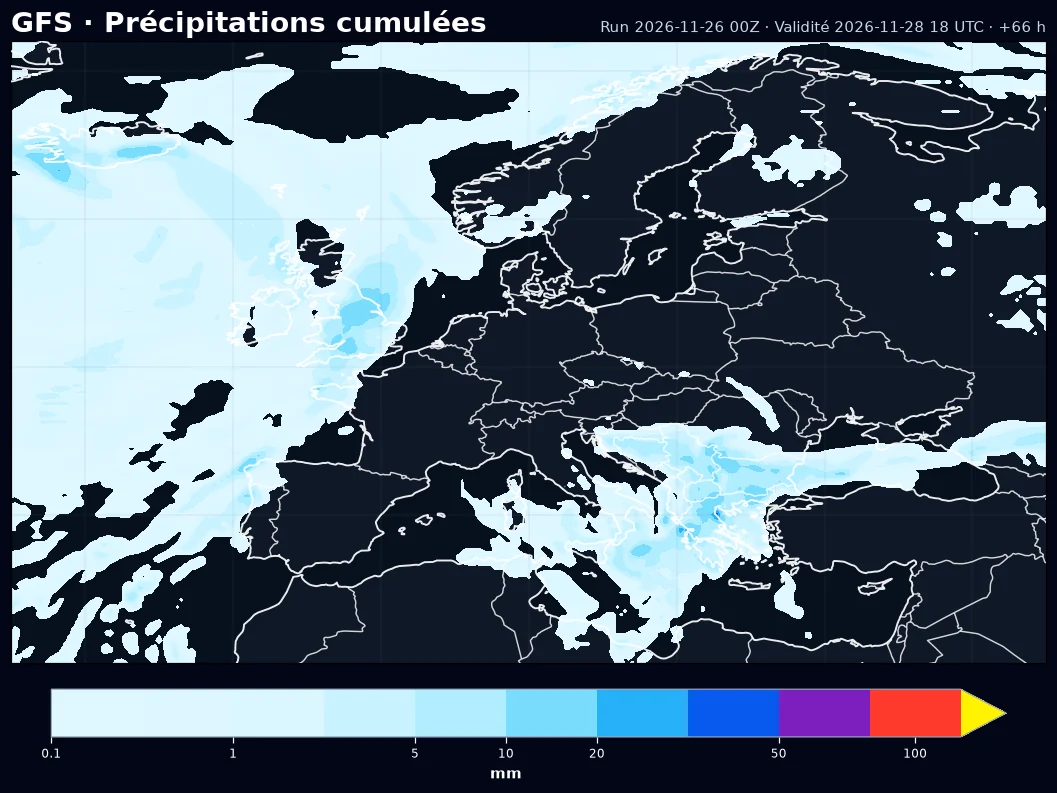 GFS · Précipitations cumulées
Run 2026-11-26 00Z · Validité 2026-11-28 18 UTC · +66 h
0.1 1 5 10 20 50 100
mm